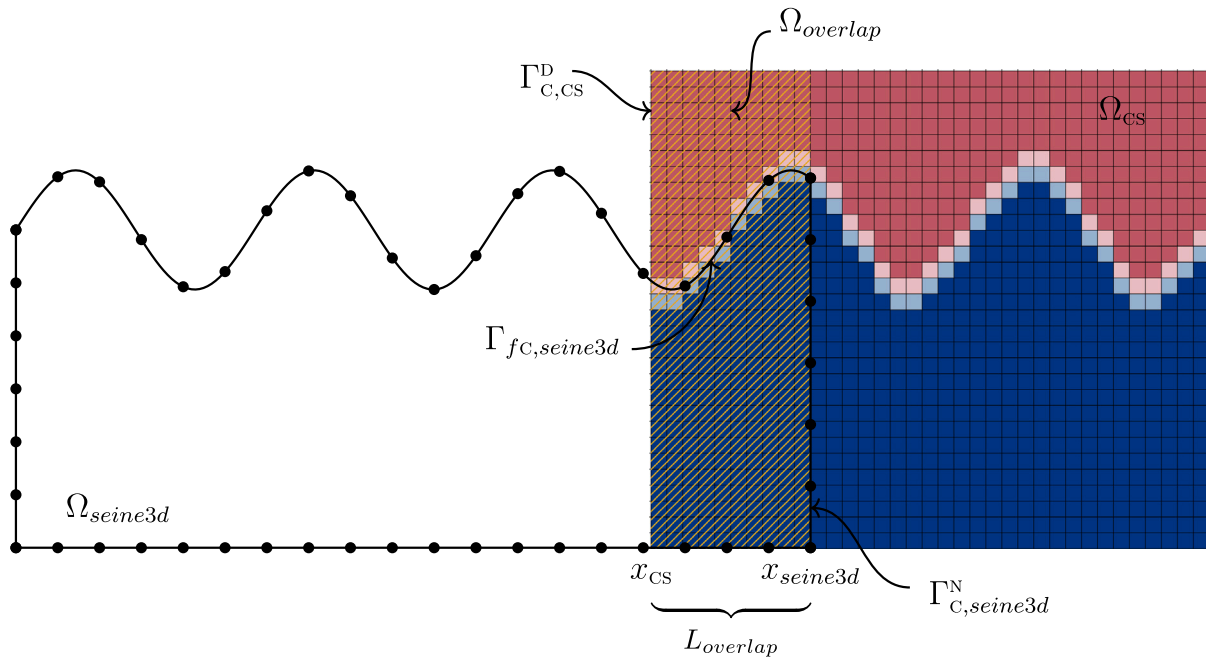 Ω_overlap
Γ^D_C,CS
Ω_CS
Γ_fC,seine3d
Ω_seine3d
x_CS x_seine3d
Γ^N_C,seine3d
L_overlap